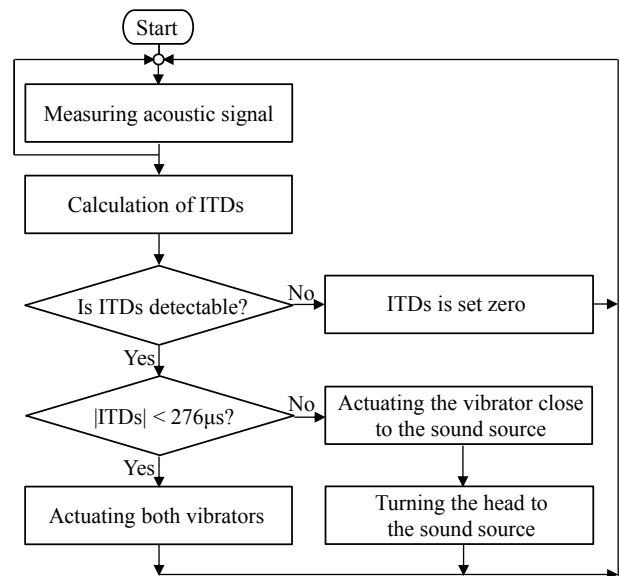 Start
Measuring acoustic signal
Calculation of ITDs
Is ITDs detectable?
No
ITDs is set zero
Yes
|ITDs| < 276μs?
No
Actuating the vibrator close
to the sound source
Yes
Actuating both vibrators
Turning the head to
the sound source